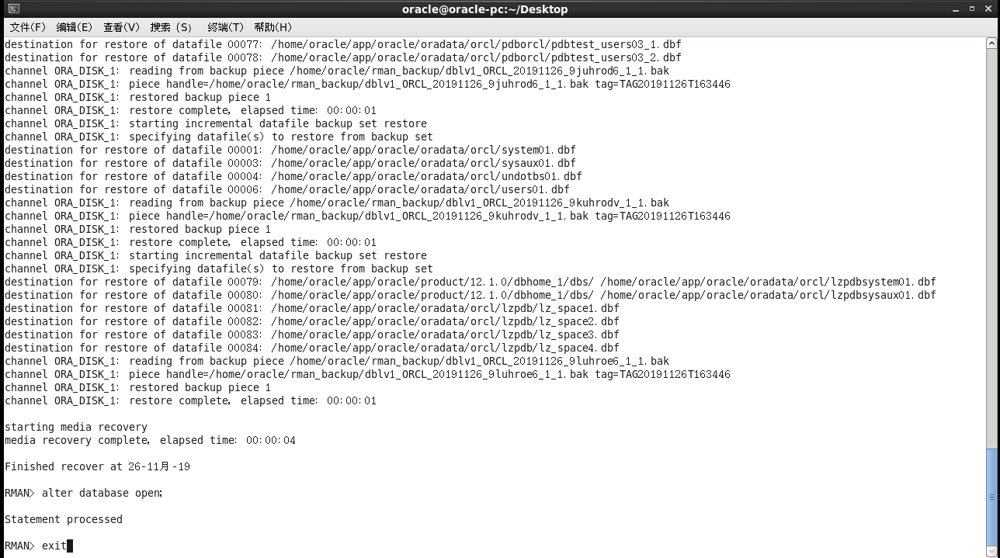 oracle@oracle-pc:~/Desktop
文件(F) 编辑(E) 查看(V) 搜索 (S) 终端(T) 帮助(H)
destination for restore of datafile 00077: /home/oracle/app/oracle/oradata/orcl/pdborcl/pdbtest_users03_1.dbf
destination for restore of datafile 00078: /home/oracle/app/oracle/oradata/orcl/pdborcl/pdbtest_users03_2.dbf
channel ORA_DISK_1: reading from backup piece /home/oracle/rman_backup/dblv1_ORCL_20191126_9juhrod6_1_1.bak
channel ORA_DISK_1: piece handle=/home/oracle/rman_backup/dblv1_ORCL_20191126_9juhrod6_1_1.bak tag=TAG20191126T163446
channel ORA_DISK_1: restored backup piece 1
channel ORA_DISK_1: restore complete, elapsed time: 00:00:01
channel ORA_DISK_1: starting incremental datafile backup set restore
channel ORA_DISK_1: specifying datafile(s) to restore from backup set
destination for restore of datafile 00001: /home/oracle/app/oracle/oradata/orcl/system01.dbf
destination for restore of datafile 00003: /home/oracle/app/oracle/oradata/orcl/sysaux01.dbf
destination for restore of datafile 00004: /home/oracle/app/oracle/oradata/orcl/undotbs01.dbf
destination for restore of datafile 00006: /home/oracle/app/oracle/oradata/orcl/users01.dbf
channel ORA_DISK_1: reading from backup piece /home/oracle/rman_backup/dblv1_ORCL_20191126_9kuhrodv_1_1.bak
channel ORA_DISK_1: piece handle=/home/oracle/rman_backup/dblv1_ORCL_20191126_9kuhrodv_1_1.bak tag=TAG20191126T163446
channel ORA_DISK_1: restored backup piece 1
channel ORA_DISK_1: restore complete, elapsed time: 00:00:01
channel ORA_DISK_1: starting incremental datafile backup set restore
channel ORA_DISK_1: specifying datafile(s) to restore from backup set
destination for restore of datafile 00079: /home/oracle/app/oracle/product/12.1.0/dbhome_1/dbs/ /home/oracle/app/oracle/oradata/orcl/lzpdbsystem01.dbf
destination for restore of datafile 00080: /home/oracle/app/oracle/product/12.1.0/dbhome_1/dbs/ /home/oracle/app/oracle/oradata/orcl/lzpdbsysaux01.dbf
destination for restore of datafile 00081: /home/oracle/app/oracle/oradata/orcl/lzpdb/lz_space1.dbf
destination for restore of datafile 00082: /home/oracle/app/oracle/oradata/orcl/lzpdb/lz_space2.dbf
destination for restore of datafile 00083: /home/oracle/app/oracle/oradata/orcl/lzpdb/lz_space3.dbf
destination for restore of datafile 00084: /home/oracle/app/oracle/oradata/orcl/lzpdb/lz_space4.dbf
channel ORA_DISK_1: reading from backup piece /home/oracle/rman_backup/dblv1_ORCL_20191126_9luhroe6_1_1.bak
channel ORA_DISK_1: piece handle=/home/oracle/rman_backup/dblv1_ORCL_20191126_9luhroe6_1_1.bak tag=TAG20191126T163446
channel ORA_DISK_1: restored backup piece 1
channel ORA_DISK_1: restore complete, elapsed time: 00:00:01
starting media recovery
media recovery complete, elapsed time: 00:00:04
Finished recover at 26-11月-19
RMAN> alter database open;
Statement processed
RMAN> exit